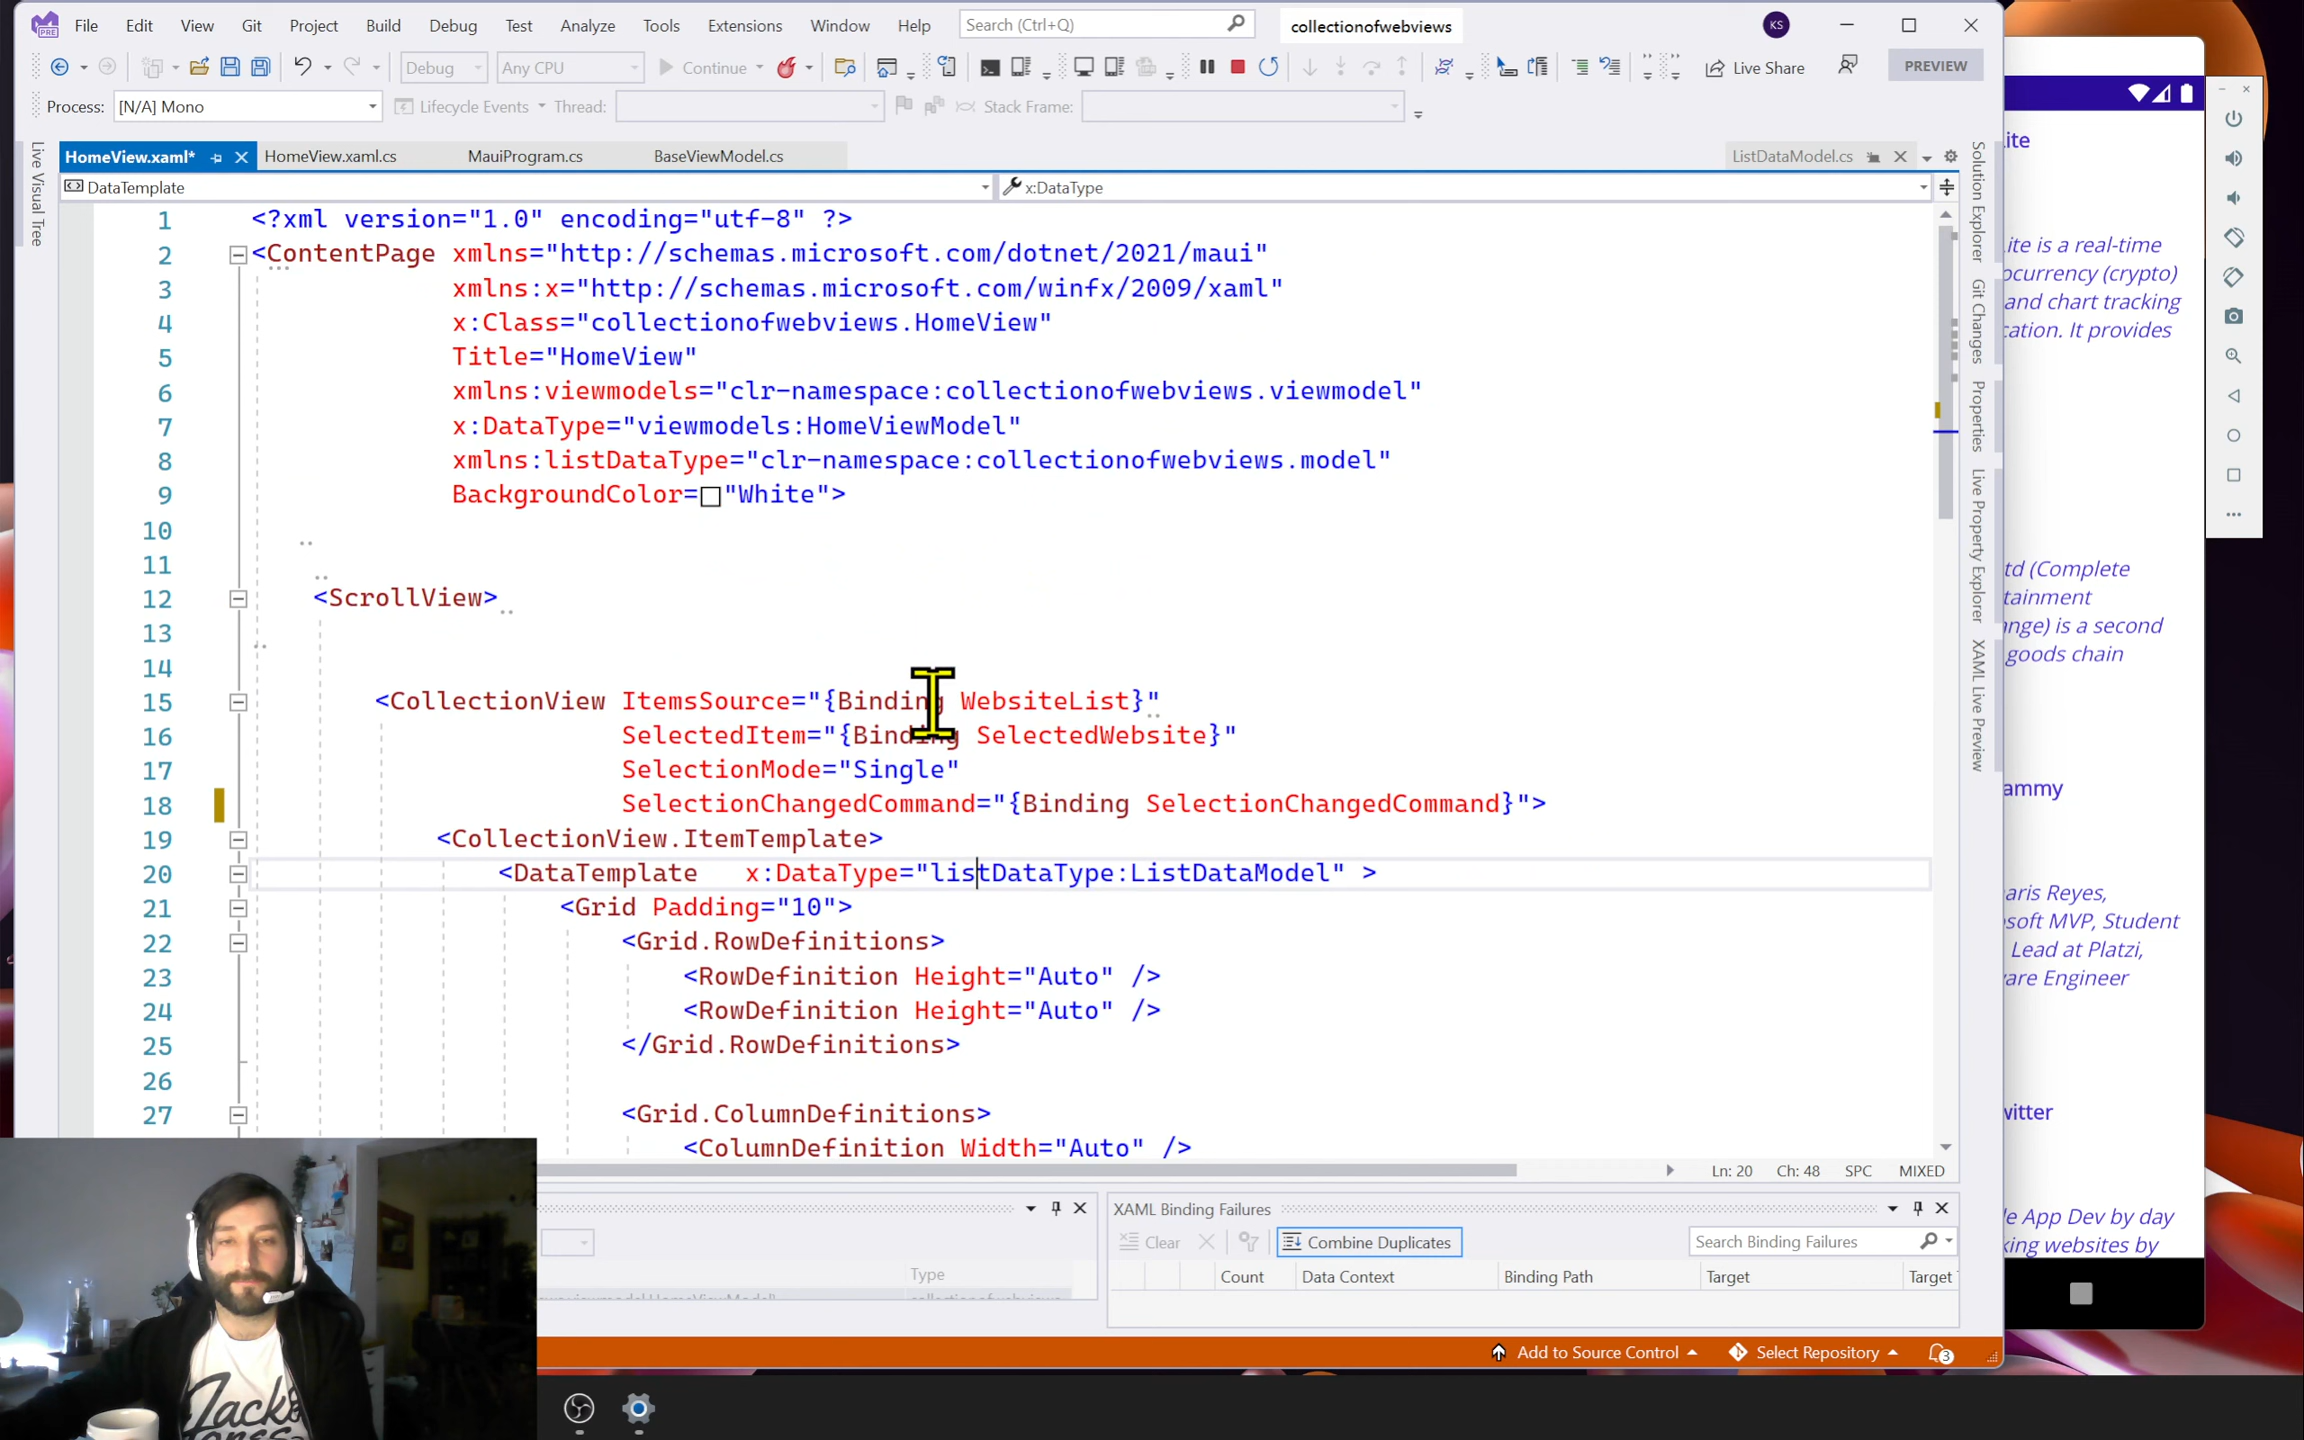 File Edit View Git Project Build Debug Test Analyze Tools Extensions Window Help Search (Ctrl+Q) collectionofwebviews KS
Debug Any CPU Continue Live Share PREVIEW
Process: [N/A] Mono Lifecycle Events Thread: Stack Frame:
HomeView.xaml* HomeView.xaml.cs MauiProgram.cs BaseViewModel.cs ListDataModel.cs
DataTemplate x:DataType
1 <?xml version="1.0" encoding="utf-8" ?>
2 <ContentPage xmlns="http://schemas.microsoft.com/dotnet/2021/maui"
3 xmlns:x="http://schemas.microsoft.com/winfx/2009/xaml"
4 x:Class="collectionofwebviews.HomeView"
5 Title="HomeView"
6 xmlns:viewmodels="clr-namespace:collectionofwebviews.viewmodel"
7 x:DataType="viewmodels:HomeViewModel"
8 xmlns:listDataType="clr-namespace:collectionofwebviews.model"
9 BackgroundColor="White">
10
11
12 <ScrollView>
13
14
15 <CollectionView ItemsSource="{Binding WebsiteList}"
16 SelectedItem="{Binding SelectedWebsite}"
17 SelectionMode="Single"
18 SelectionChangedCommand="{Binding SelectionChangedCommand}">
19 <CollectionView.ItemTemplate>
20 <DataTemplate x:DataType="listDataType:ListDataModel" >
21 <Grid Padding="10">
22 <Grid.RowDefinitions>
23 <RowDefinition Height="Auto" />
24 <RowDefinition Height="Auto" />
25 </Grid.RowDefinitions>
26
27 <Grid.ColumnDefinitions>
<ColumnDefinition Width="Auto" />
Ln: 20 Ch: 48 SPC MIXED
Live Visual Tree
Solution Explorer
Git Changes
Properties
Live Property Explorer
XAML Live Preview
Type
XAML Binding Failures
Clear Combine Duplicates Search Binding Failures
Count Data Context Binding Path Target Target
Add to Source Control Select Repository 3
ite
ite is a real-time
ocurrency (crypto)
and chart tracking
cation. It provides
td (Complete
tainment
nge) is a second
goods chain
ammy
aris Reyes,
soft MVP, Student
Lead at Platzi,
are Engineer
witter
le App Dev by day
king websites by
Jack &
Jones